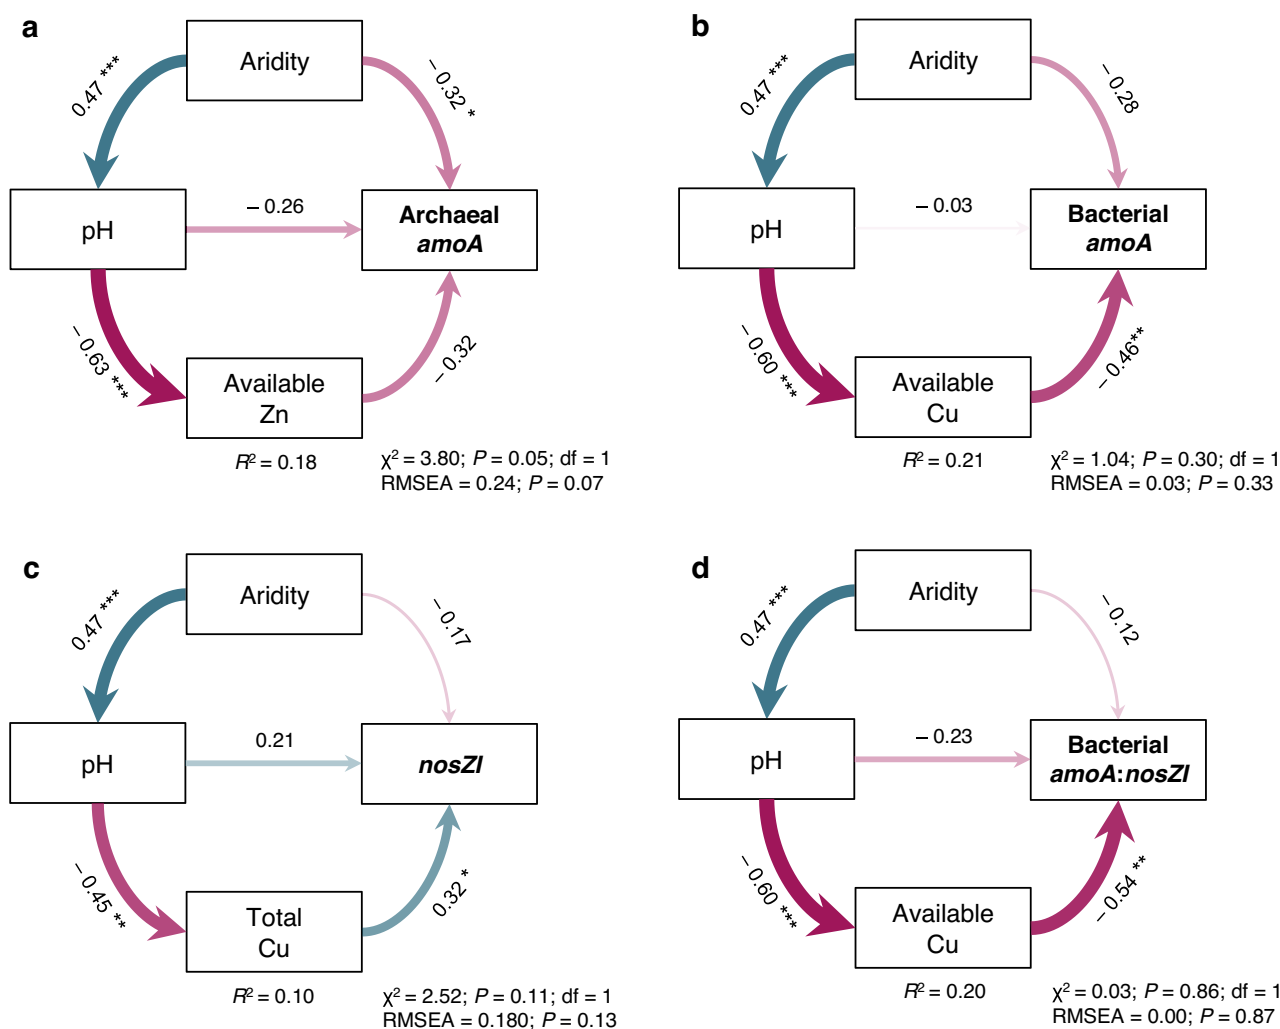 a
Aridity
0.47 ***
– 0.32 *
pH
– 0.26
Archaeal
amoA
– 0.63 ***
– 0.32
Available
Zn
R² = 0.18
χ² = 3.80; P = 0.05; df = 1
RMSEA = 0.24; P = 0.07
b
Aridity
0.47 ***
– 0.28
pH
– 0.03
Bacterial
amoA
– 0.60 ***
– 0.46**
Available
Cu
R² = 0.21
χ² = 1.04; P = 0.30; df = 1
RMSEA = 0.03; P = 0.33
c
Aridity
0.47 ***
– 0.17
pH
0.21
nosZI
– 0.45 **
0.32 *
Total
Cu
R² = 0.10
χ² = 2.52; P = 0.11; df = 1
RMSEA = 0.180; P = 0.13
d
Aridity
0.47 ***
– 0.12
pH
– 0.23
Bacterial
amoA:nosZI
– 0.60 ***
– 0.54 **
Available
Cu
R² = 0.20
χ² = 0.03; P = 0.86; df = 1
RMSEA = 0.00; P = 0.87